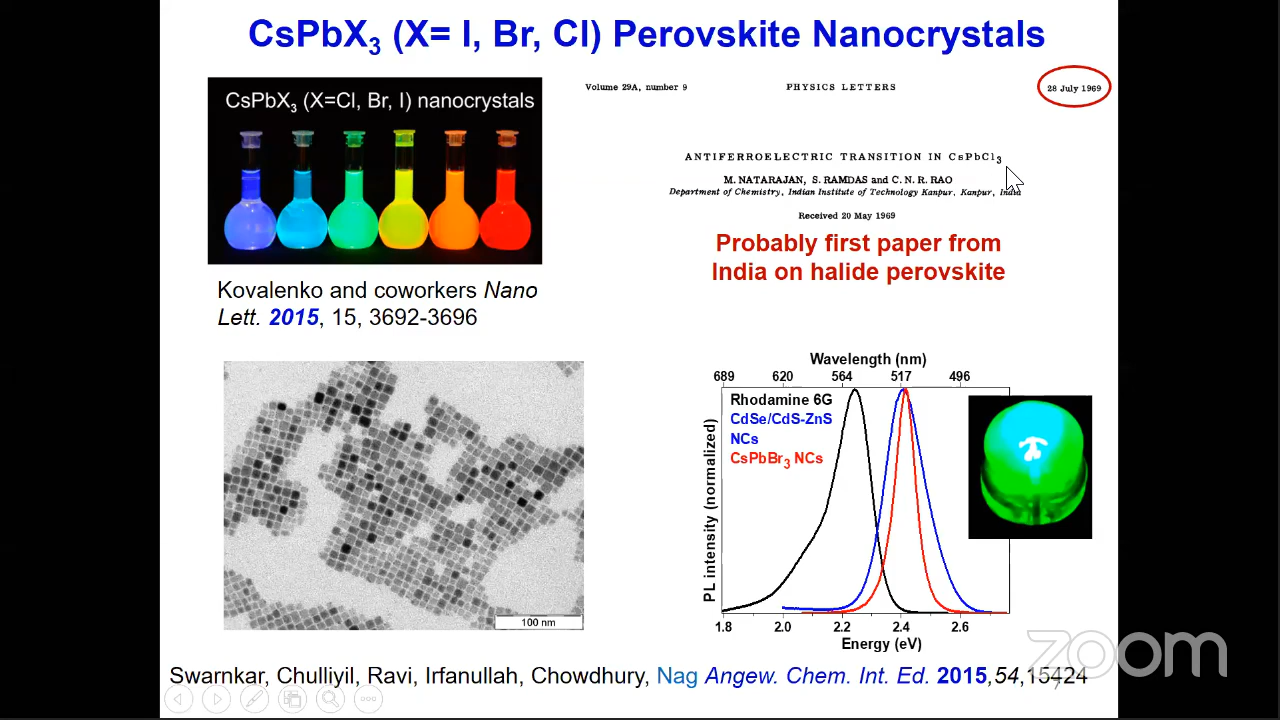 CsPbX3 (X= I, Br, Cl) Perovskite Nanocrystals
CsPbX3 (X=Cl, Br, I) nanocrystals
Kovalenko and coworkers Nano
Lett. 2015, 15, 3692-3696
Volume 29A, number 9
PHYSICS LETTERS
28 July 1969
ANTIFERROELECTRIC TRANSITION IN CsPbCl3
M. NATARAJAN, S. RAMDAS and C. N. R. RAO
Department of Chemistry, Indian Institute of Technology Kanpur, Kanpur, India
Received 20 May 1969
Probably first paper from
India on halide perovskite
100 nm
Wavelength (nm)
689 620 564 517 496
Rhodamine 6G
CdSe/CdS-ZnS
NCs
CsPbBr3 NCs
PL intensity (normalized)
1.8 2.0 2.2 2.4 2.6
Energy (eV)
zoom
Swarnkar, Chulliyil, Ravi, Irfanullah, Chowdhury, Nag Angew. Chem. Int. Ed. 2015,54,15424
7